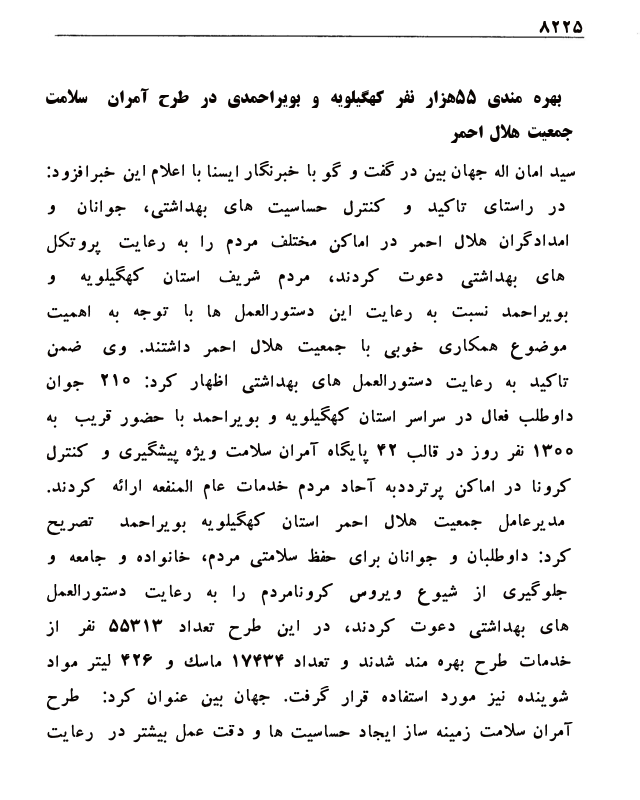 ۸۲۲۵
بهره مندی ۵۵هزار نفر کهگیلویه و بویراحمدی در طرح آمران سلامت
جمعیت هلال احمر
سید امان اله جهان بین در گفت و گو با خبرنگار ایسنا با اعلام این خبرافزود:
در راستای تاکید و کنترل حساسیت های بهداشتی، جوانان و
امدادگران هلال احمر در اماکن مختلف مردم را به رعایت پروتکل
های بهداشتی دعوت کردند، مردم شریف استان کهگیلویه و
بویراحمد نسبت به رعایت این دستورالعمل ها با توجه به اهمیت
موضوع همکاری خوبی با جمعیت هلال احمر داشتند. وی ضمن
تاکید به رعایت دستورالعمل های بهداشتی اظهار کرد: ۲۱۰ جوان
داوطلب فعال در سراسر استان کهگیلویه و بویراحمد با حضور قریب به
۱۳۰۰ نفر روز در قالب ۴۲ پایگاه آمران سلامت ویژه پیشگیری و کنترل
کرونا در اماکن پرترددبه آحاد مردم خدمات عام المنفعه ارائه کردند.
مدیرعامل جمعیت هلال احمر استان کهگیلویه بویراحمد تصریح
کرد: داوطلبان و جوانان برای حفظ سلامتی مردم، خانواده و جامعه و
جلوگیری از شیوع ویروس کرونامردم را به رعایت دستورالعمل
های بهداشتی دعوت کردند، در این طرح تعداد ۵۵۳۱۳ نفر از
خدمات طرح بهره مند شدند و تعداد ۱۷۴۳۴ ماسک و ۴۲۶ لیتر مواد
شوینده نیز مورد استفاده قرار گرفت. جهان بین عنوان کرد: طرح
آمران سلامت زمینه ساز ایجاد حساسیت ها و دقت عمل بیشتر در رعایت